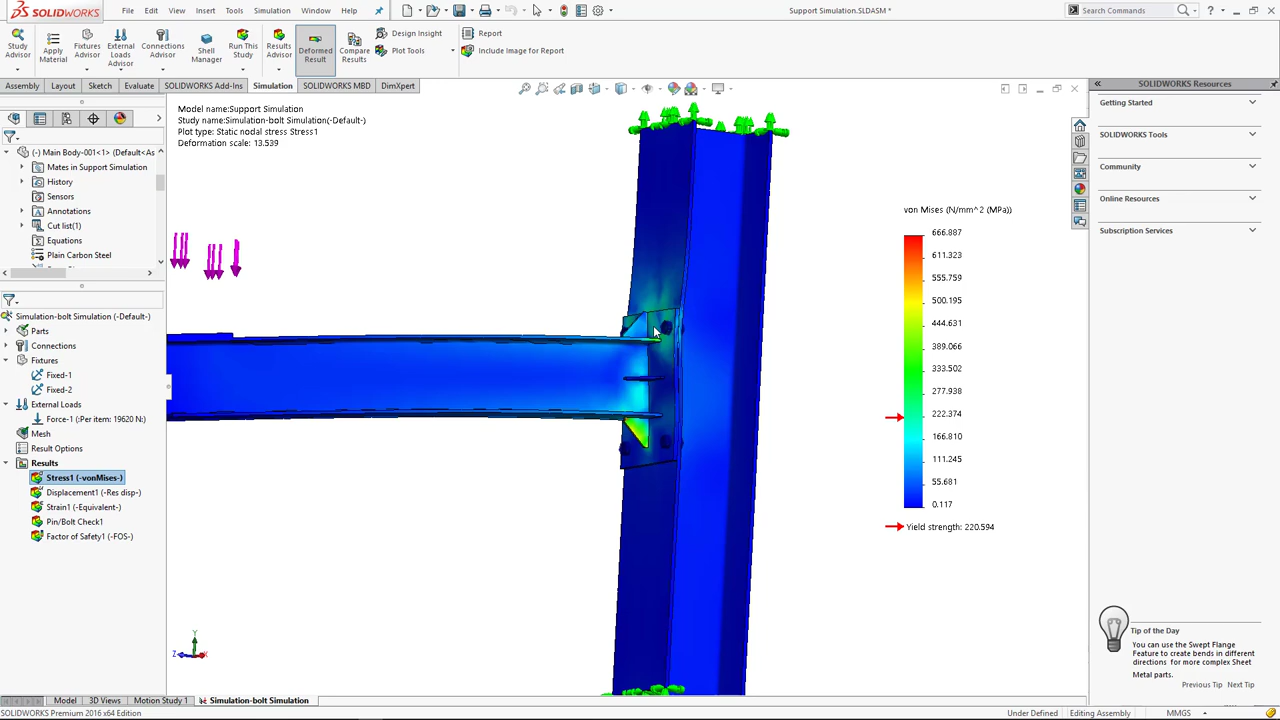 SOLIDWORKS File Edit View Insert Tools Simulation Window Help Support Simulation.SLDASM * Search Commands
Study Advisor
Apply Material
Fixtures Advisor
External Loads Advisor
Connections Advisor
Shell Manager
Run This Study
Results Advisor
Deformed Result
Compare Results
Design Insight
Plot Tools
Report
Include Image for Report
Assembly Layout Sketch Evaluate SOLIDWORKS Add-Ins Simulation SOLIDWORKS MBD DimXpert
SOLIDWORKS Resources
Getting Started
SOLIDWORKS Tools
Community
Online Resources
Subscription Services
(-) Main Body-001<1> (Default<As
Mates in Support Simulation
History
Sensors
Annotations
Cut list(1)
Equations
Plain Carbon Steel
Simulation-bolt Simulation (-Default-)
Parts
Connections
Fixtures
Fixed-1
Fixed-2
External Loads
Force-1 (:Per item: 19620 N:)
Mesh
Result Options
Results
Stress1 (-vonMises-)
Displacement1 (-Res disp-)
Strain1 (-Equivalent-)
Pin/Bolt Check1
Factor of Safety1 (-FOS-)
Model name:Support Simulation
Study name:Simulation-bolt Simulation(-Default-)
Plot type: Static nodal stress Stress1
Deformation scale: 13.539
von Mises (N/mm^2 (MPa))
666.887
611.323
555.759
500.195
444.631
389.066
333.502
277.938
222.374
166.810
111.245
55.681
0.117
Yield strength: 220.594
Y
Z
X
Tip of the Day
You can use the Swept Flange
Feature to create bends in different
directions for more complex Sheet
Metal parts.
Previous Tip Next Tip
Model 3D Views Motion Study 1 Simulation-bolt Simulation
SOLIDWORKS Premium 2016 x64 Edition Under Defined Editing Assembly MMGS